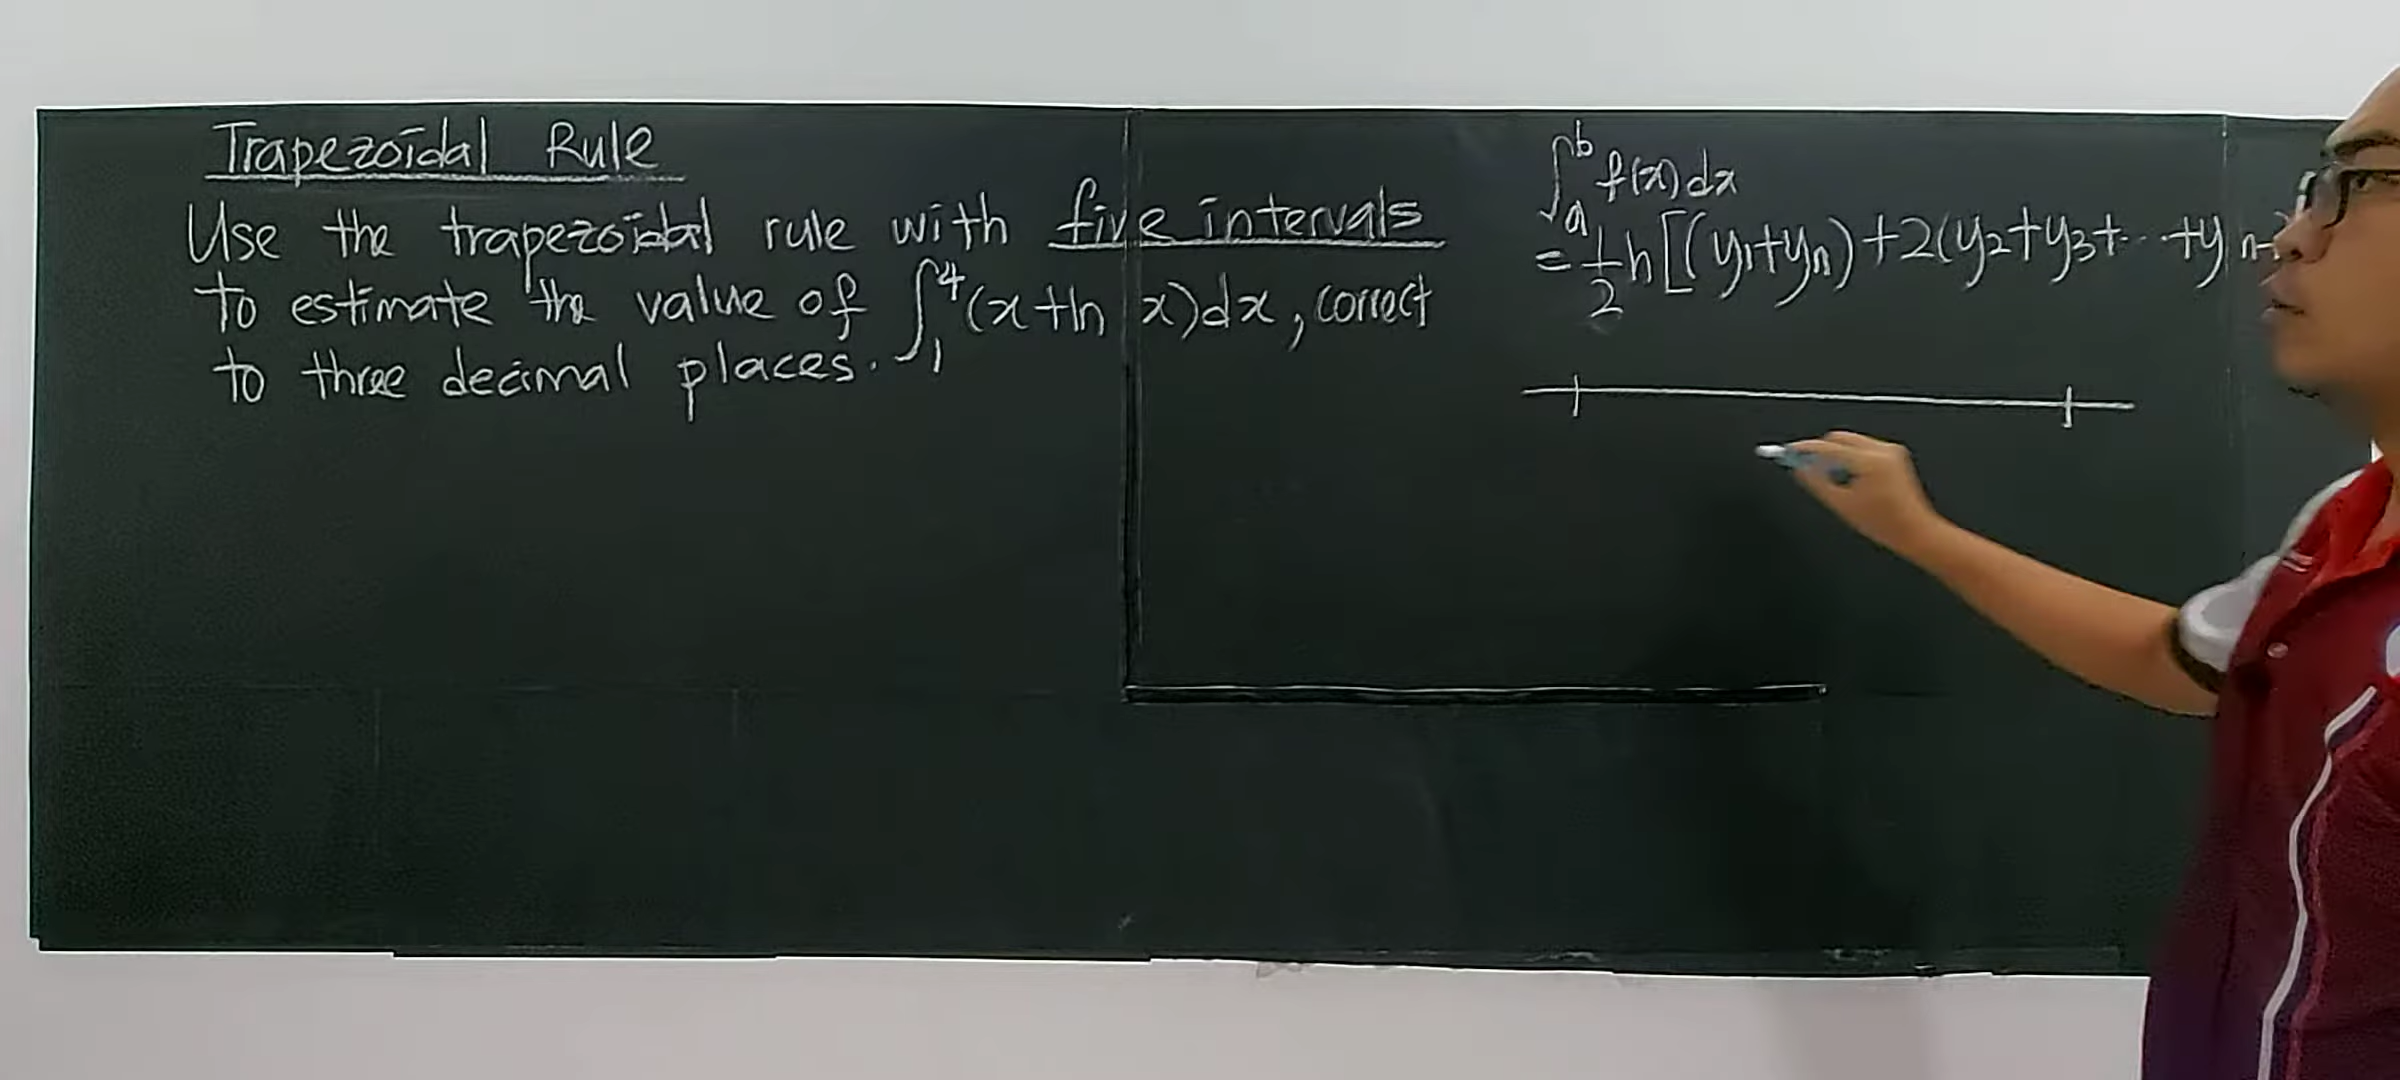 Trapezoidal Rule
Use the trapezoidal rule with five intervals
to estimate the value of ∫₁⁴(x+ln x)dx, correct
to three decimal places.
∫ₐᵇ f(x)dx
= 1/2 h[(y₁+yₙ)+2(y₂+y₃+...+y